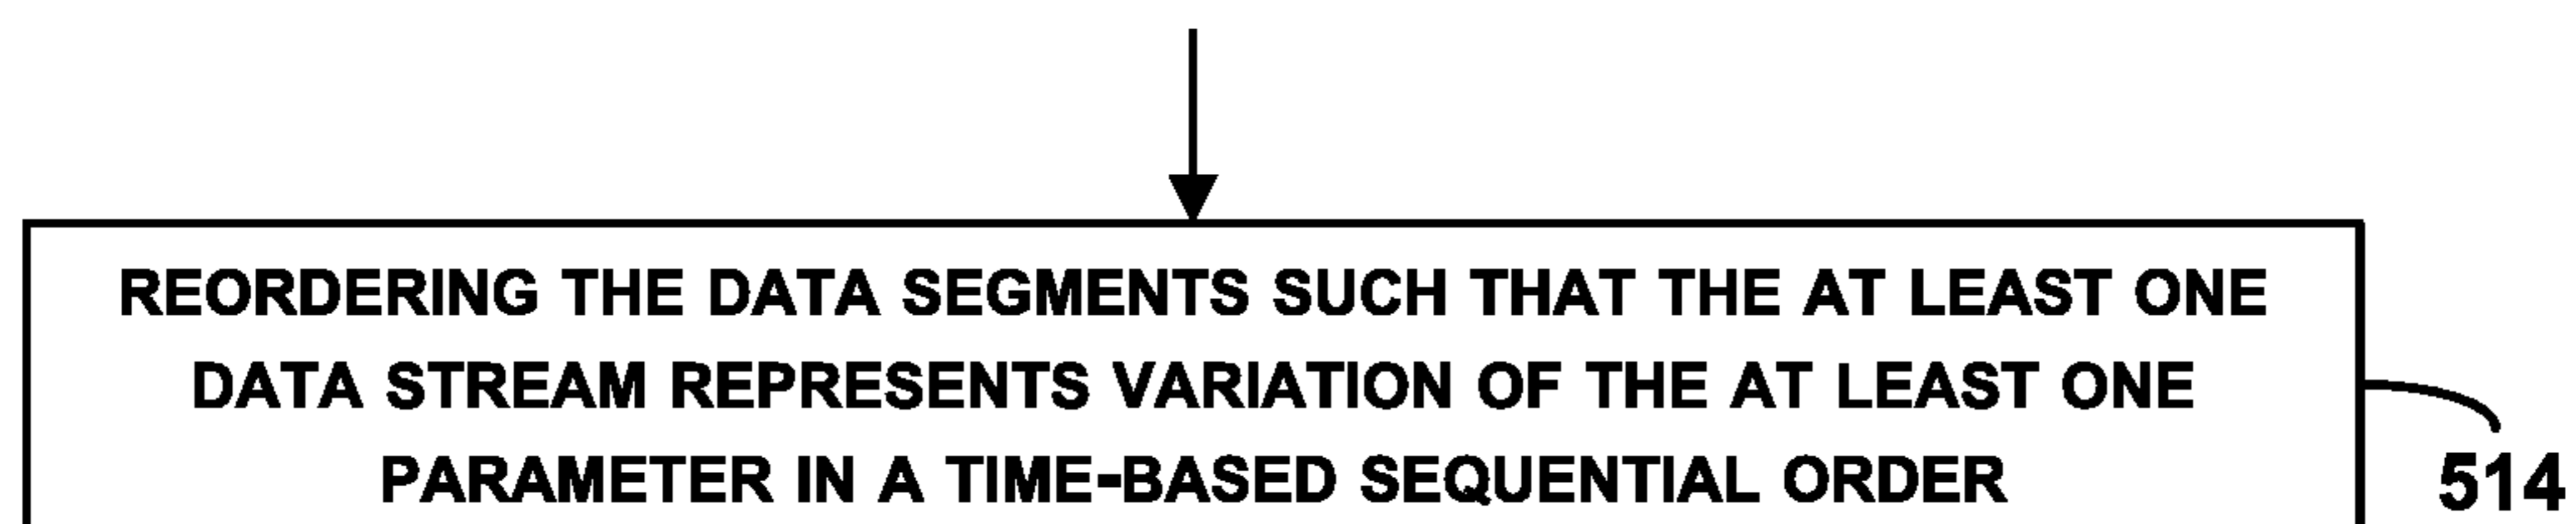 REORDERING THE DATA SEGMENTS SUCH THAT THE AT LEAST ONE
DATA STREAM REPRESENTS VARIATION OF THE AT LEAST ONE
PARAMETER IN A TIME-BASED SEQUENTIAL ORDER
514